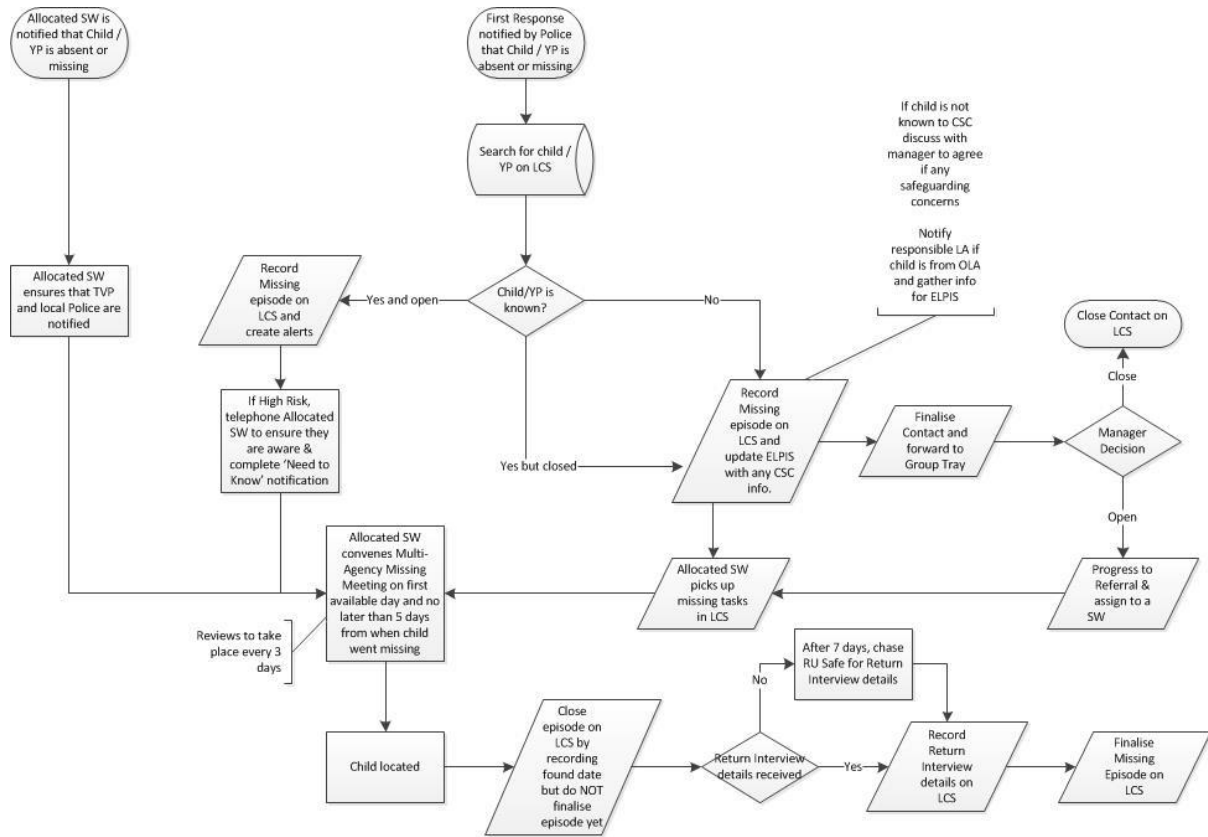 Allocated SW is
notified that Child /
YP is absent or
missing
First Response
notified by Police
that Child / YP is
absent or missing
Search for child /
YP on LCS
If child is not
known to CSC
discuss with
manager to agree
if any
safeguarding
concerns
Notify
responsible LA if
child is from OLA
and gather info
for ELPIS
Allocated SW
ensures that TVP
and local Police are
notified
Record
Missing
episode on
LCS and
create alerts
Yes and open
Child/YP is
known?
No
Close Contact on
LCS
Close
If High Risk,
telephone Allocated
SW to ensure they
are aware &
complete ‘Need to
Know’ notification
Yes but closed
Record
Missing
episode on
LCS and
update ELPIS
with any CSC
info.
Finalise
Contact and
forward to
Group Tray
Manager
Decision
Open
Allocated SW
convenes Multi-
Agency Missing
Meeting on first
available day and no
later than 5 days
from when child
went missing
Allocated SW
picks up
missing tasks
in LCS
Progress to
Referral &
assign to a
SW
Reviews to take
place every 3
days
After 7 days, chase
RU Safe for Return
Interview details
No
Child located
Close
episode on
LCS by
recording
found date
but do NOT
finalise
episode yet
Return Interview
details received
Yes
Record
Return
Interview
details on
LCS
Finalise
Missing
Episode on
LCS